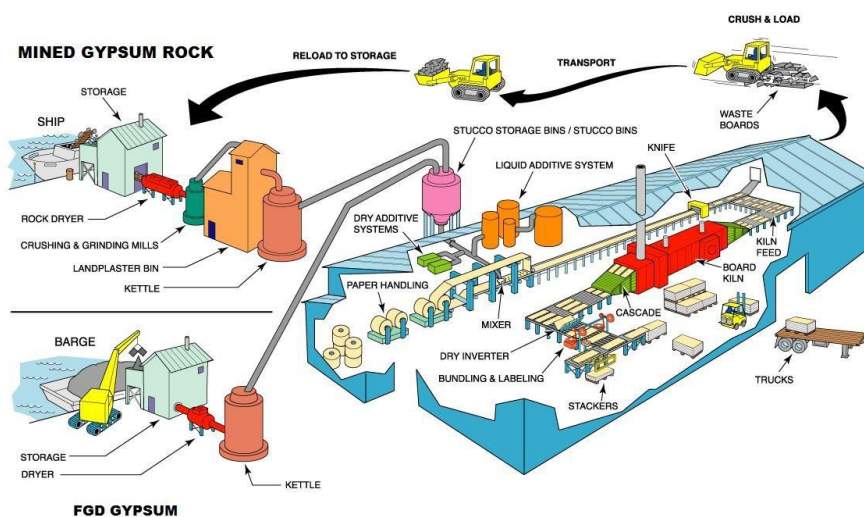 CRUSH & LOAD
MINED GYPSUM ROCK
RELOAD TO STORAGE
TRANSPORT
STORAGE
WASTE
BOARDS
SHIP
STUCCO STORAGE BINS / STUCCO BINS
KNIFE
LIQUID ADDITIVE SYSTEM
ROCK DRYER
DRY ADDITIVE
SYSTEMS
CRUSHING & GRINDING MILLS
KILN
FEED
LANDPLASTER BIN
BOARD
KILN
KETTLE
PAPER HANDLING
CASCADE
MIXER
BARGE
DRY INVERTER
BUNDLING & LABELING
TRUCKS
STACKERS
STORAGE
DRYER
KETTLE
FGD GYPSUM